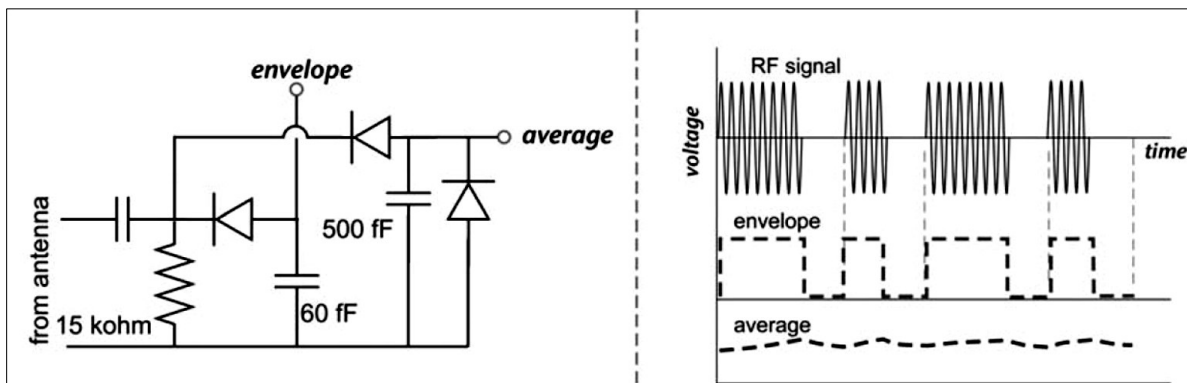 envelope
average
500 fF
60 fF
15 kohm
from antenna
RF signal
voltage
time
envelope
average